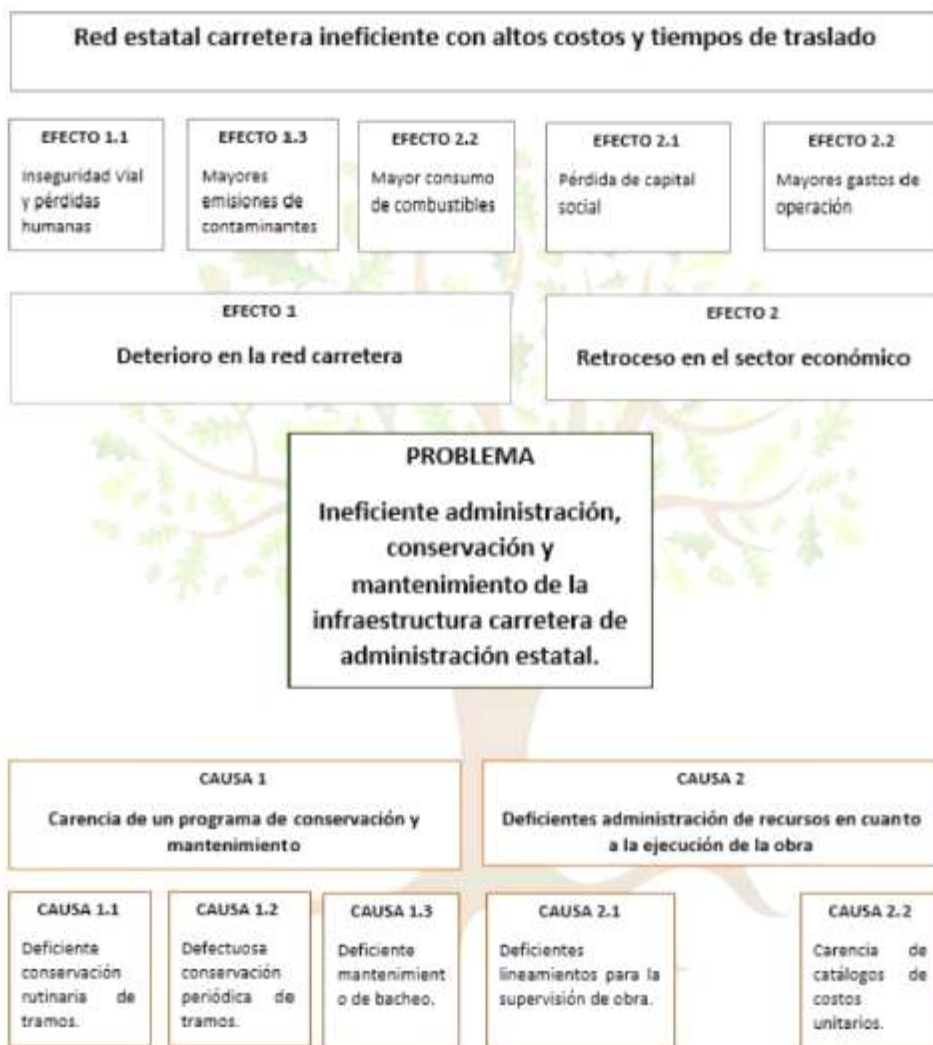 Red estatal carretera ineficiente con altos costos y tiempos de traslado
EFECTO 1.1
Inseguridad Vial
y pérdidas
humanas
EFECTO 1.3
Mayores
emisiones de
contaminantes
EFECTO 2.2
Mayor consumo
de combustibles
EFECTO 2.1
Pérdida de capital
social
EFECTO 2.2
Mayores gastos de
operación
EFECTO 1
Deterioro en la red carretera
EFECTO 2
Retroceso en el sector económico
PROBLEMA
Ineficiente administración,
conservación y
mantenimiento de la
infraestructura carretera de
administración estatal.
CAUSA 1
Carencia de un programa de conservación y
mantenimiento
CAUSA 2
Deficientes administración de recursos en cuanto
a la ejecución de la obra
CAUSA 1.1
Deficiente
conservación
rutinaria de
tramos.
CAUSA 1.2
Defectuosa
conservación
periódica de
tramos.
CAUSA 1.3
Deficiente
mantenimient
o de bacheo.
CAUSA 2.1
Deficientes
lineamientos para la
supervisión de obra.
CAUSA 2.2
Carencia de
catálogos de
costos
unitarios.